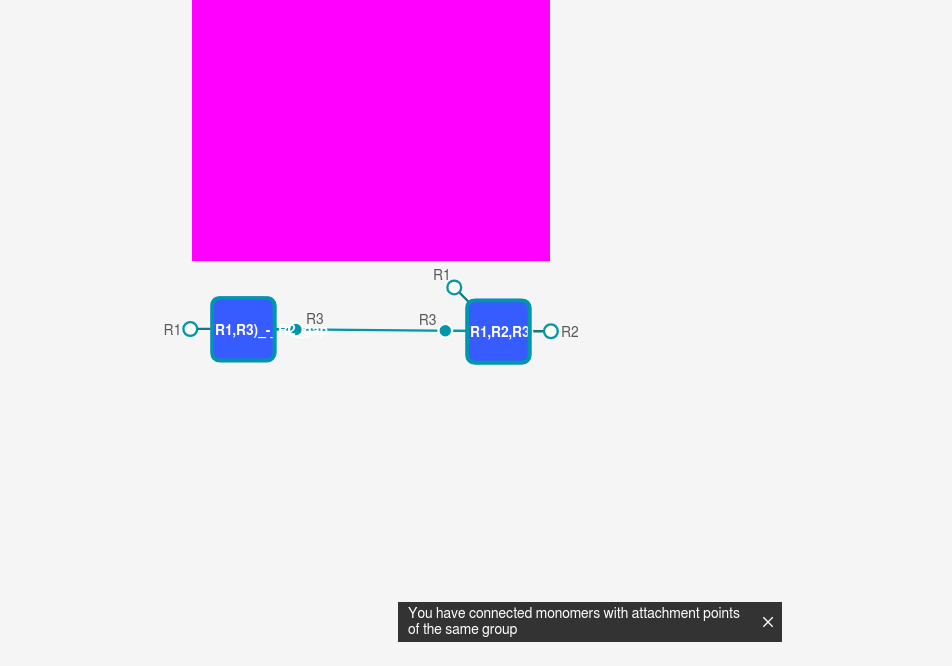 R1
R1
R1,R3)_-_
R3
R3
R1,R2,R3
R2
You have connected monomers with attachment points
of the same group